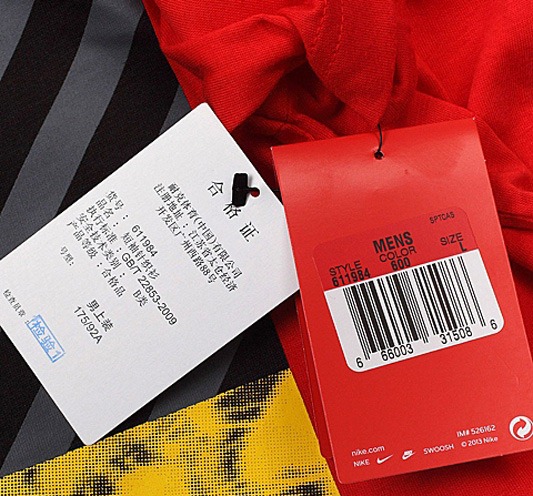 合格证
耐克体育(中国)有限公司
注册地址:江苏省太仓经济
开发区广州西路88号
货号: 611984
品名: 短袖针织衫
执行标准: GB/T 22853-2009
安全技术类别: B类
产品等级: 合格品
号型:
男上装
175/92A
检查员章
检验1
SPTCAS
MENS
STYLE COLOR SIZE
611984 600 L
6 66003 31508 6
IM# 526162
nike.com
NIKE SWOOSH © 2013 Nike